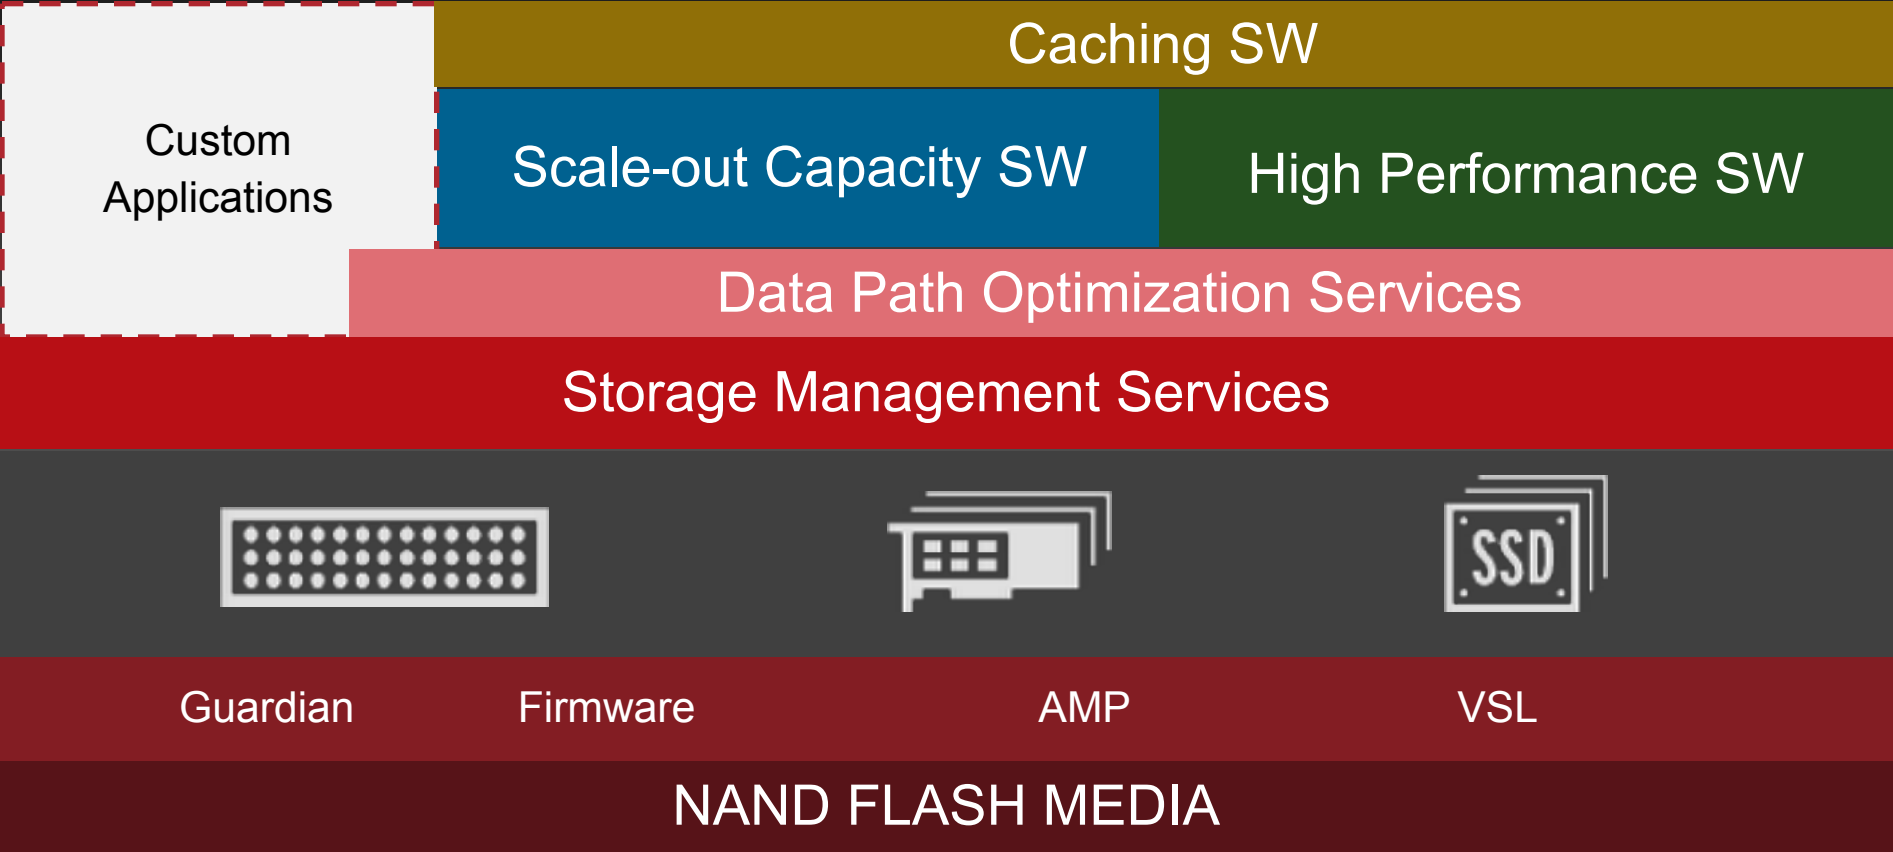 Caching SW
Custom
Applications
Scale-out Capacity SW
High Performance SW
Data Path Optimization Services
Storage Management Services
SSD
Guardian
Firmware
AMP
VSL
NAND FLASH MEDIA